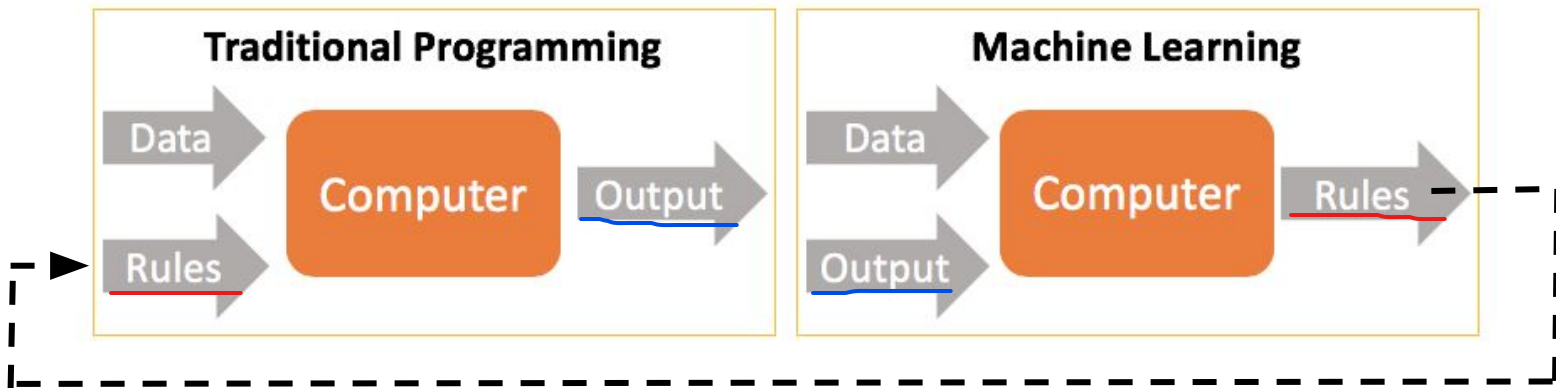 Traditional Programming
Data
Computer
Output
Rules
Machine Learning
Data
Computer
Rules
Output